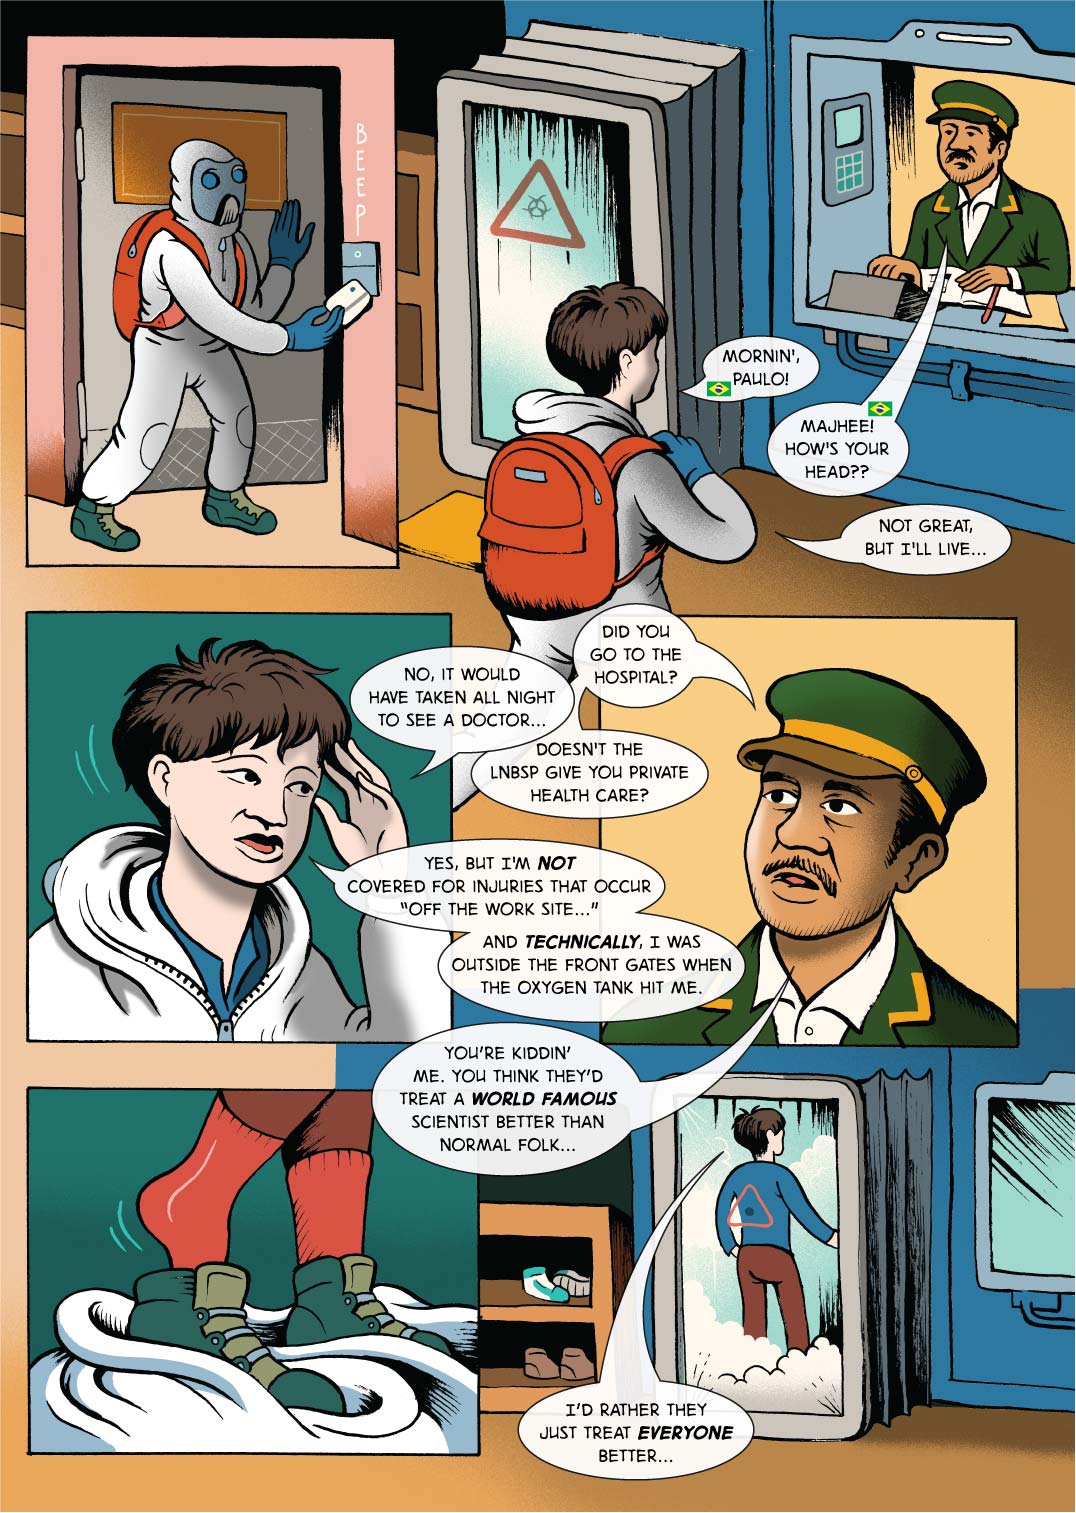 BEEP
MORNIN',
PAULO!
MAJHEE!
HOW'S YOUR
HEAD??
NOT GREAT,
BUT I'LL LIVE...
DID YOU
GO TO THE
HOSPITAL?
NO, IT WOULD
HAVE TAKEN ALL NIGHT
TO SEE A DOCTOR...
DOESN'T THE
LNBSP GIVE YOU PRIVATE
HEALTH CARE?
YES, BUT I'M NOT
COVERED FOR INJURIES THAT OCCUR
"OFF THE WORK SITE..."
AND TECHNICALLY, I WAS
OUTSIDE THE FRONT GATES WHEN
THE OXYGEN TANK HIT ME.
YOU'RE KIDDIN'
ME. YOU THINK THEY'D
TREAT A WORLD FAMOUS
SCIENTIST BETTER THAN
NORMAL FOLK...
I'D RATHER THEY
JUST TREAT EVERYONE
BETTER...